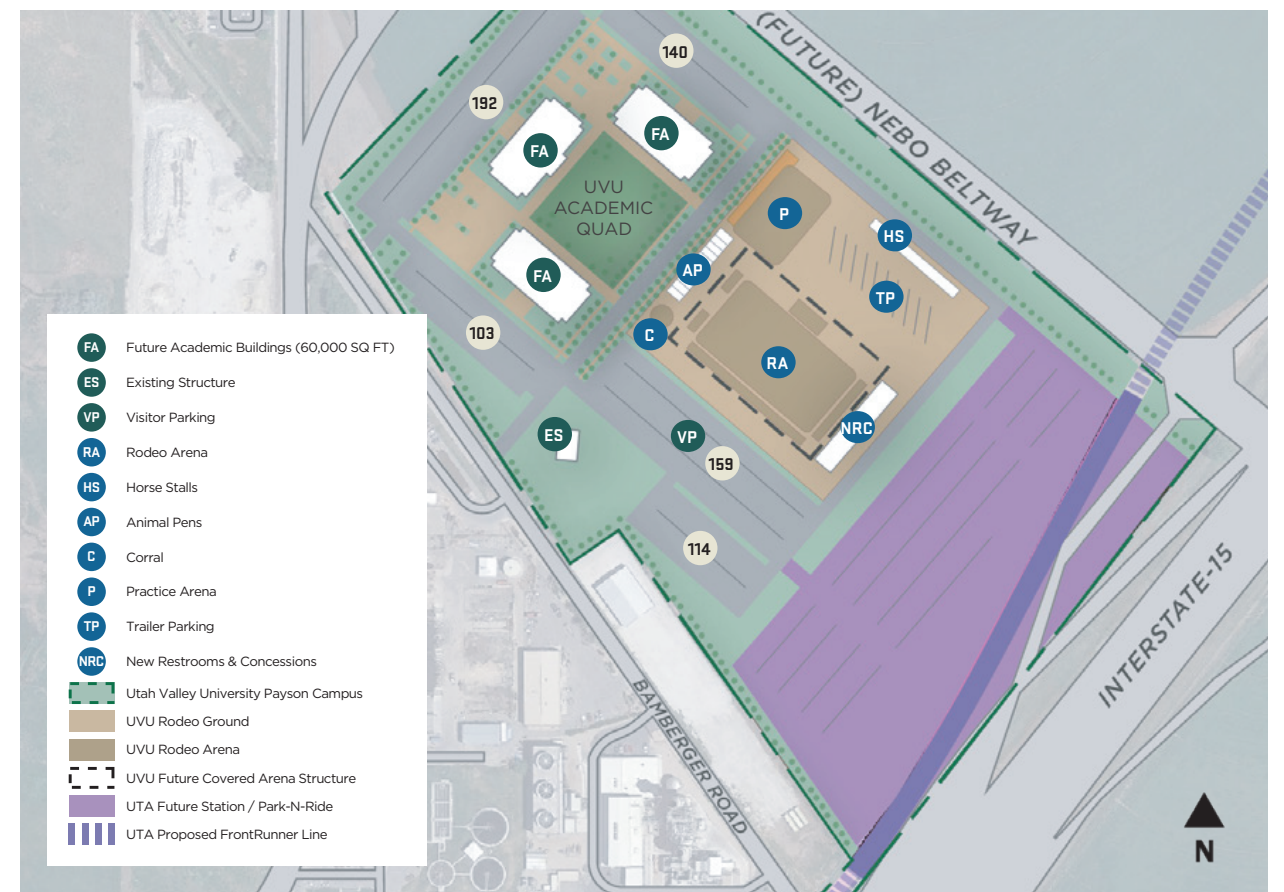 (FUTURE) NEBO BELTWAY
140
192
FA
FA
UVU
ACADEMIC
QUAD
P
HS
AP
FA
TP
103
C
RA
NRC
ES
VP
159
114
INTERSTATE-15
BAMBERGER ROAD
N
FA Future Academic Buildings (60,000 SQ FT)
ES Existing Structure
VP Visitor Parking
RA Rodeo Arena
HS Horse Stalls
AP Animal Pens
C Corral
P Practice Arena
TP Trailer Parking
NRC New Restrooms & Concessions
Utah Valley University Payson Campus
UVU Rodeo Ground
UVU Rodeo Arena
UVU Future Covered Arena Structure
UTA Future Station / Park-N-Ride
UTA Proposed FrontRunner Line